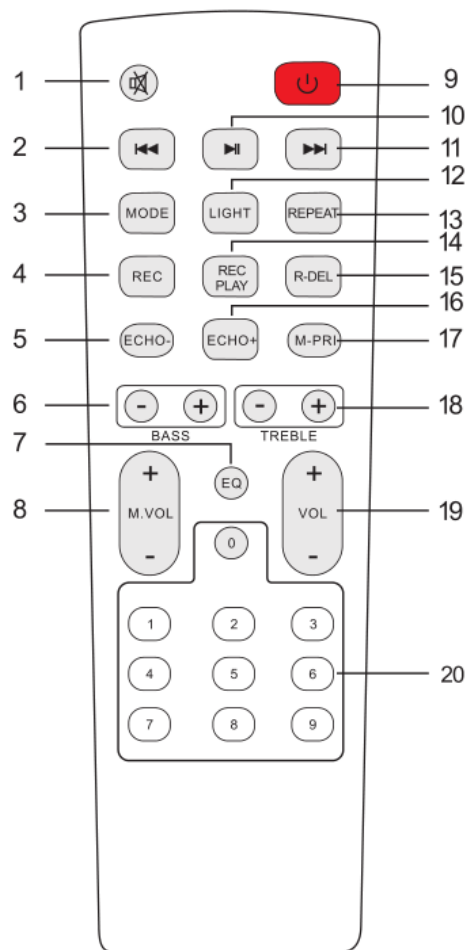 1
9
10
2
11
12
3 MODE LIGHT REPEAT
13
14
4 REC REC PLAY R-DEL
15
16
5 ECHO- ECHO+ M-PRI 17
6 - + - + 18
BASS TREBLE
7
EQ
8 + M.VOL - + VOL - 19
0
1 2 3
4 5 6 20
7 8 9